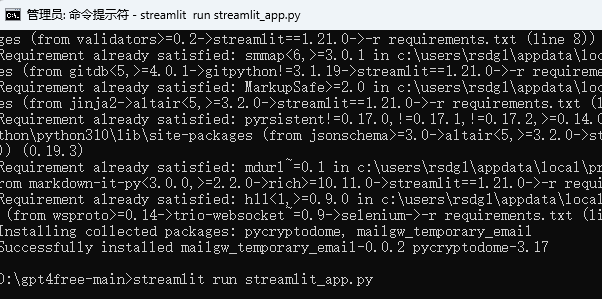 管理员: 命令提示符 - streamlit run streamlit_app.py
ges (from validators>=0.2->streamlit==1.21.0->-r requirements.txt (line 8))
Requirement already satisfied: smmap<6,>=3.0.1 in c:\users\rsdgl\appdata\loc
es (from gitdb<5,>=4.0.1->gitpython!=3.1.19->streamlit==1.21.0->-r requireme
Requirement already satisfied: MarkupSafe>=2.0 in c:\users\rsdgl\appdata\loc
es (from jinja2->altair<5,>=3.2.0->streamlit==1.21.0->-r requirements.txt (l
Requirement already satisfied: pyrsistent!=0.17.0,!=0.17.1,!=0.17.2,>=0.14.0
thon\python310\lib\site-packages (from jsonschema>=3.0->altair<5,>=3.2.0->st
)) (0.19.3)
Requirement already satisfied: mdurl~=0.1 in c:\users\rsdgl\appdata\local\pr
rom markdown-it-py<3.0.0,>=2.2.0->rich>=10.11.0->streamlit==1.21.0->-r requi
Requirement already satisfied: h11<1,>=0.9.0 in c:\users\rsdgl\appdata\local
 (from wsproto>=0.14->trio-websocket~=0.9->selenium->-r requirements.txt (li
Installing collected packages: pycryptodome, mailgw_temporary_email
Successfully installed mailgw_temporary_email-0.0.2 pycryptodome-3.17
D:\gpt4free-main>streamlit run streamlit_app.py